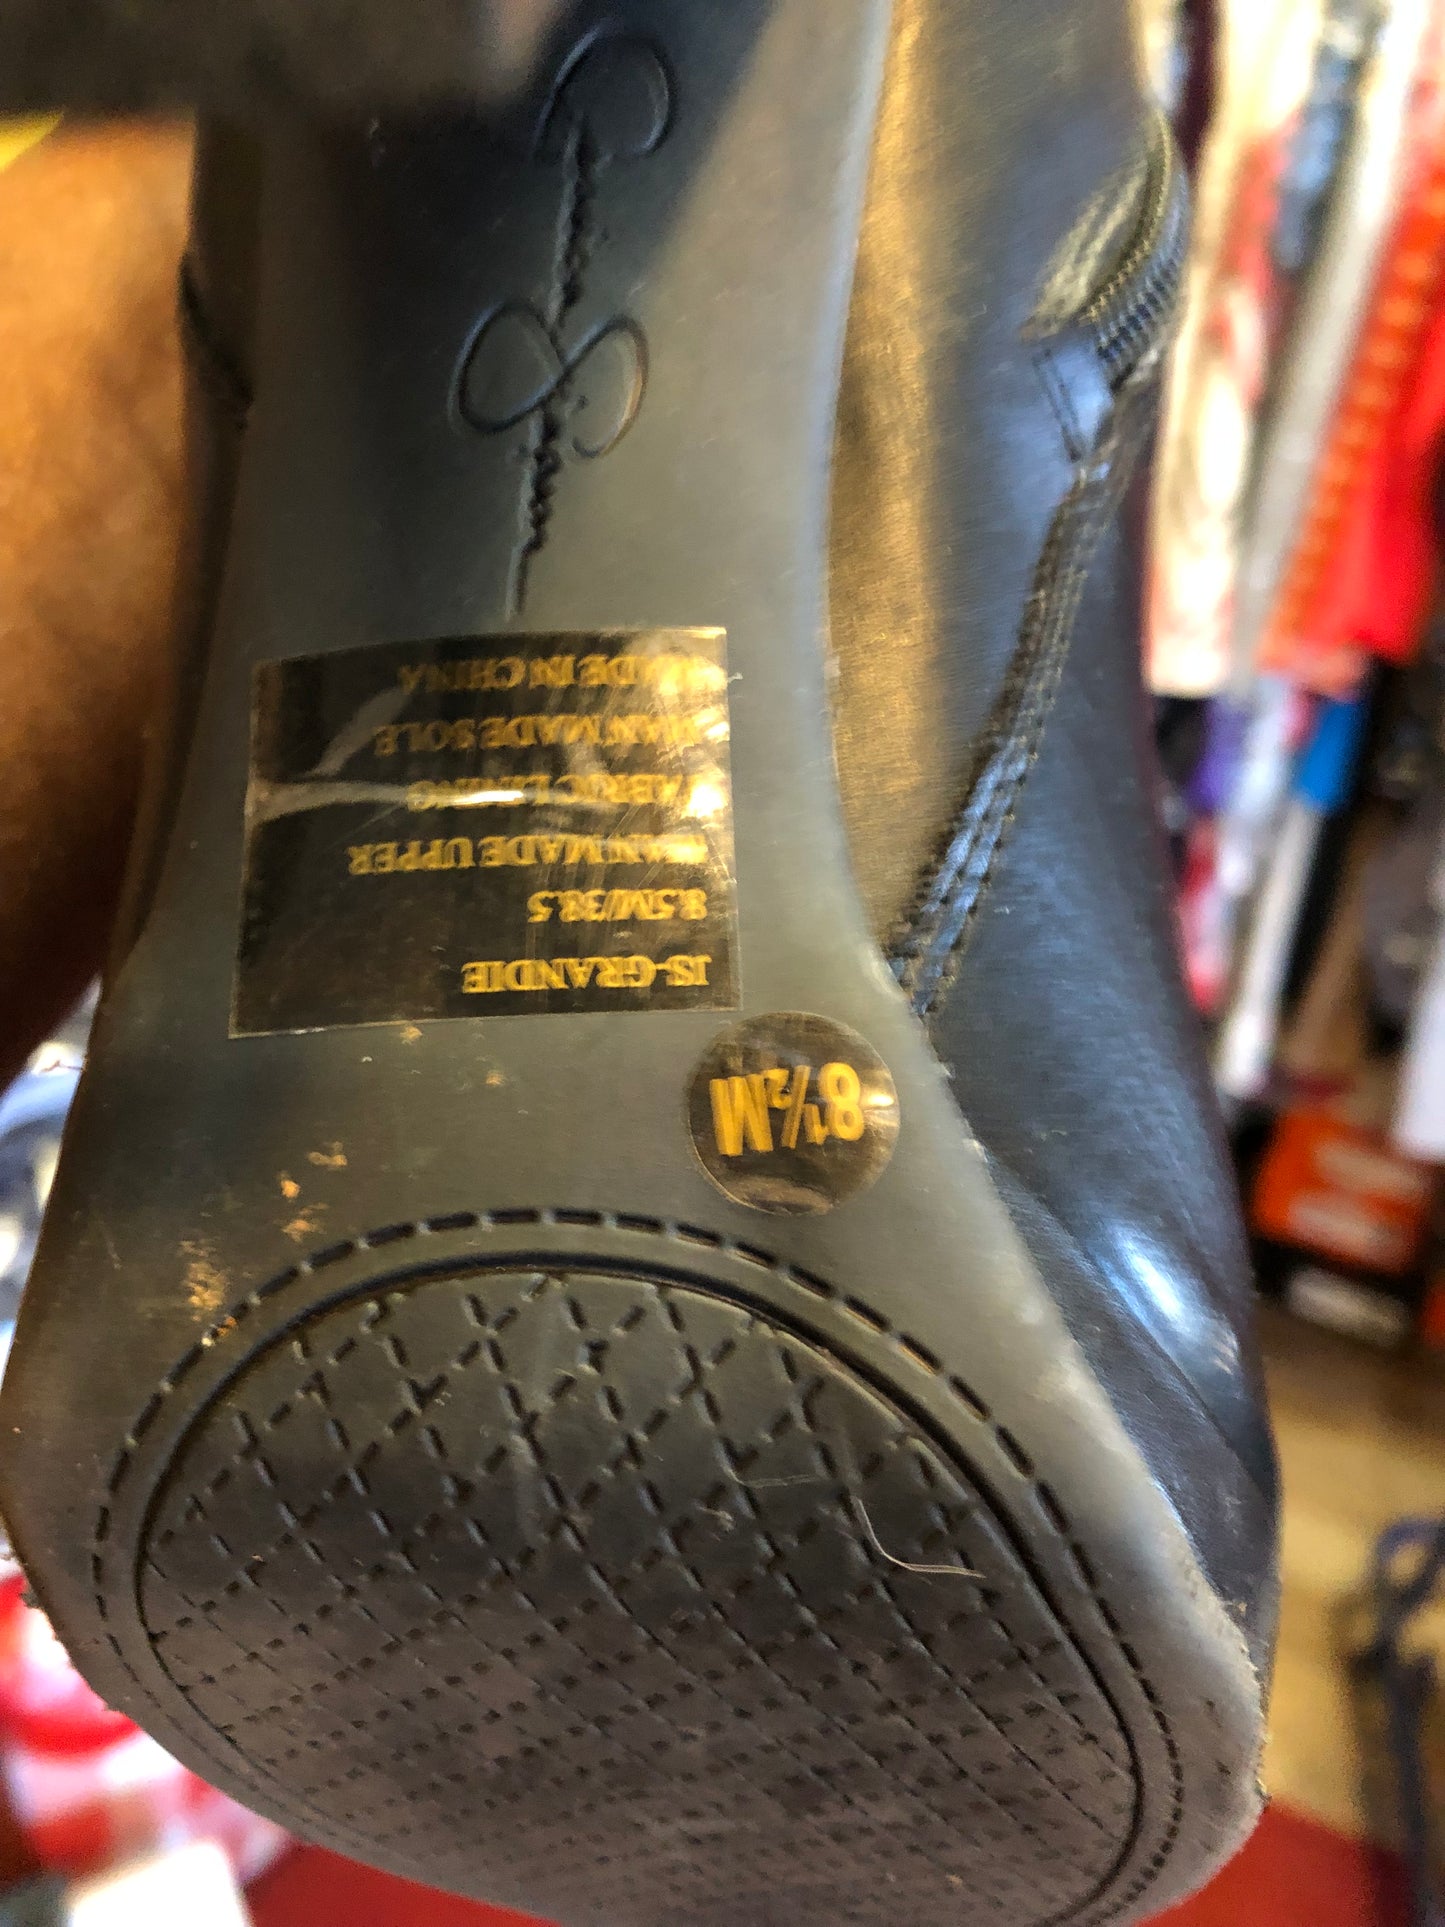 JS-GRANDIE
8.5M/38.5
MAN MADE UPPER
FABRIC LINING
MAN MADE SOLE
MADE IN CHINA
8½M